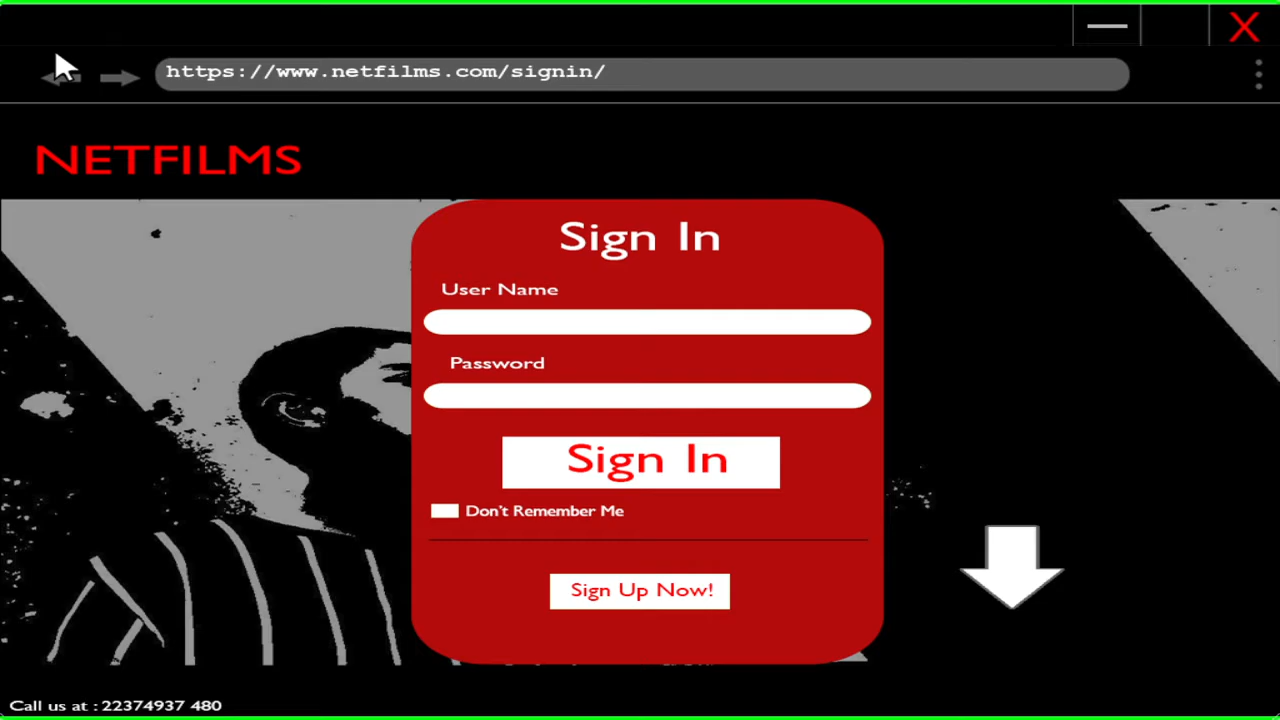 https://www.netfilms.com/signin/
NETFILMS
Sign In
User Name
Password
Sign In
Don't Remember Me
Sign Up Now!
Call us at : 22374937 480